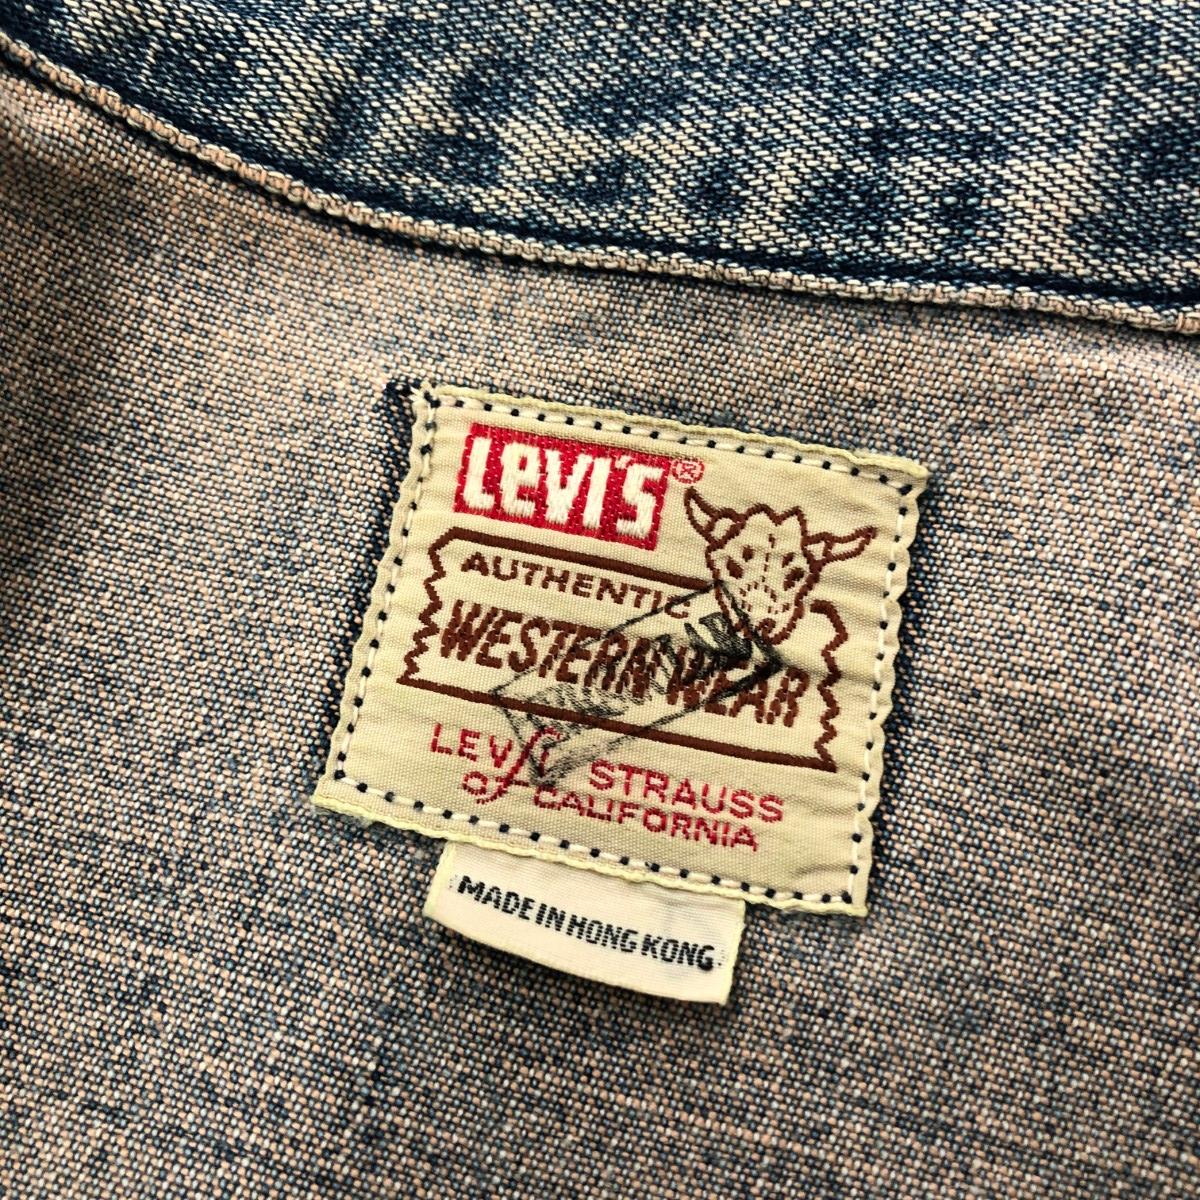 LEVI'S®
AUTHENTIC
WESTERN WEAR
LEVI STRAUSS
OF CALIFORNIA
MADE IN HONG KONG